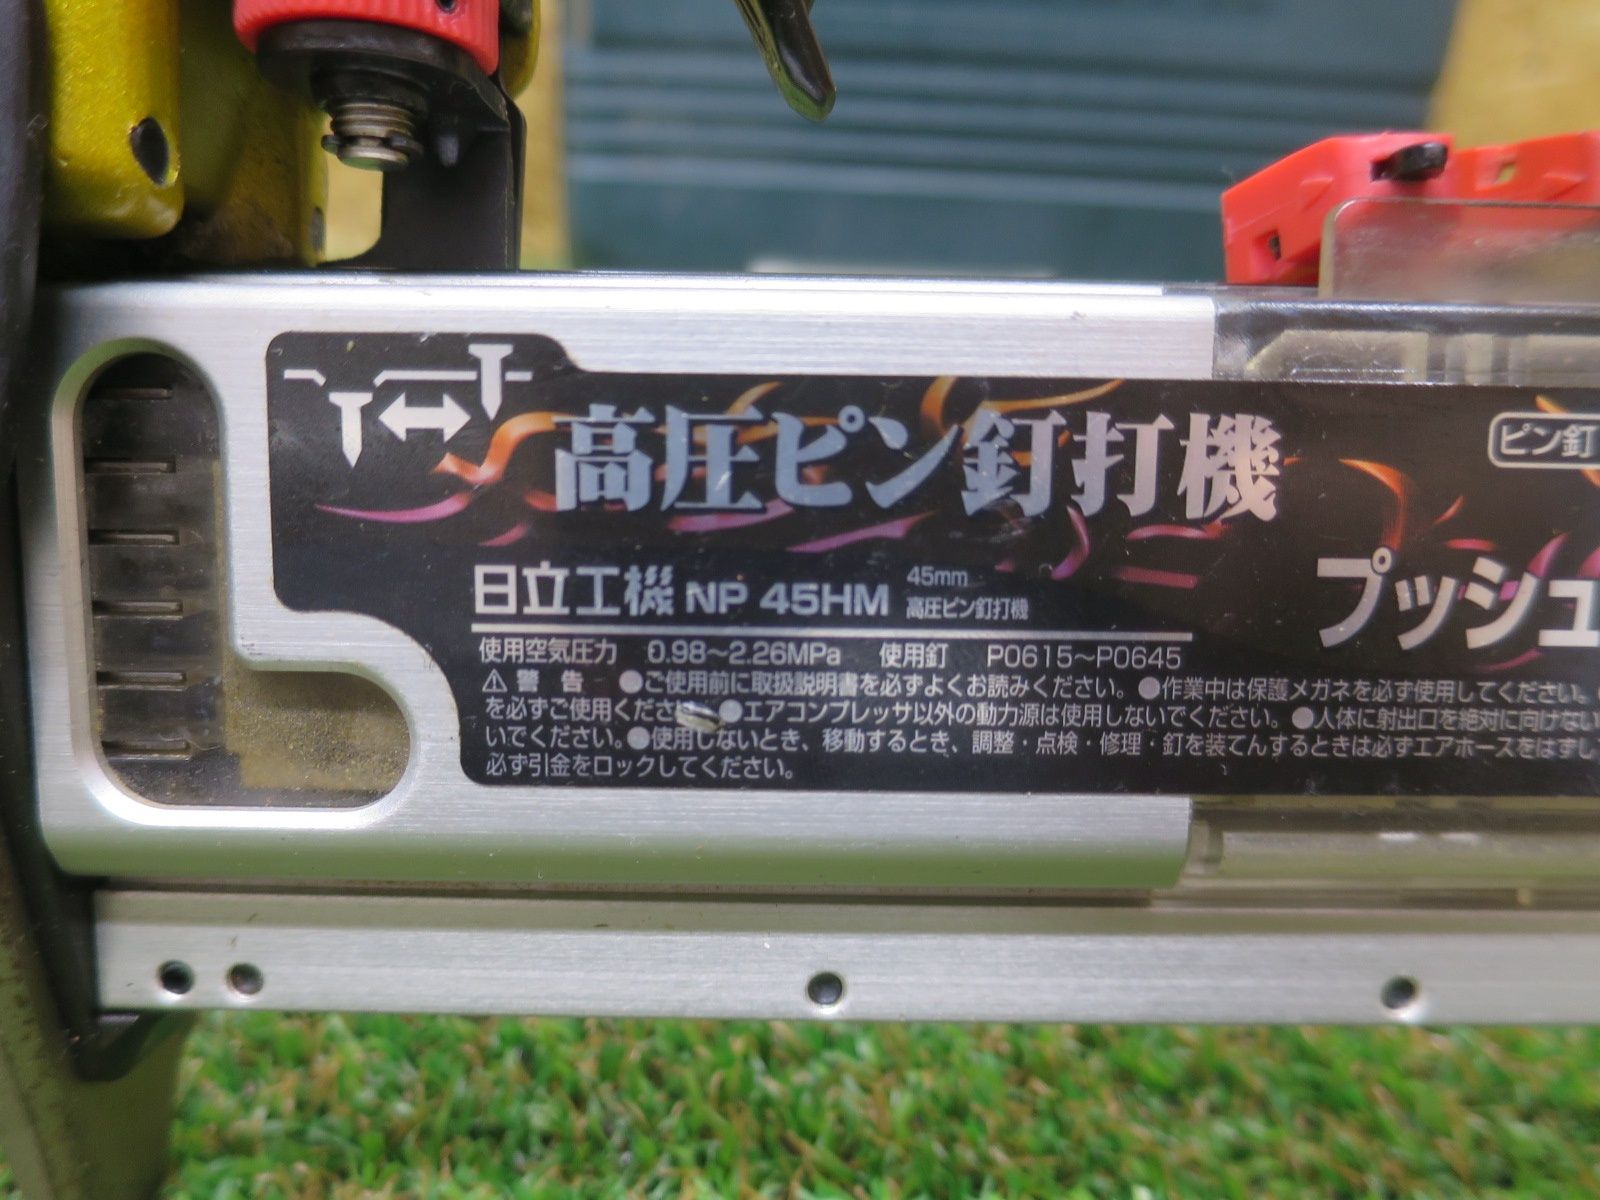 高圧ピン釘打機
ピン釘
プッシュ
日立工機 NP 45HM 45mm
高圧ピン釘打機
使用空気圧力 0.98〜2.26MPa 使用釘 P0615〜P0645
⚠警告 ●ご使用前に取扱説明書を必ずよくお読みください。●作業中は保護メガネを必ず使用してください。
を必ずご使用ください ●エアコンプレッサ以外の動力源は使用しないでください。●人体に射出口を絶対に向けない
いでください。●使用しないとき、移動するとき、調整・点検・修理・釘を装てんするときは必ずエアホースをはずし
必ず引金をロックしてください。